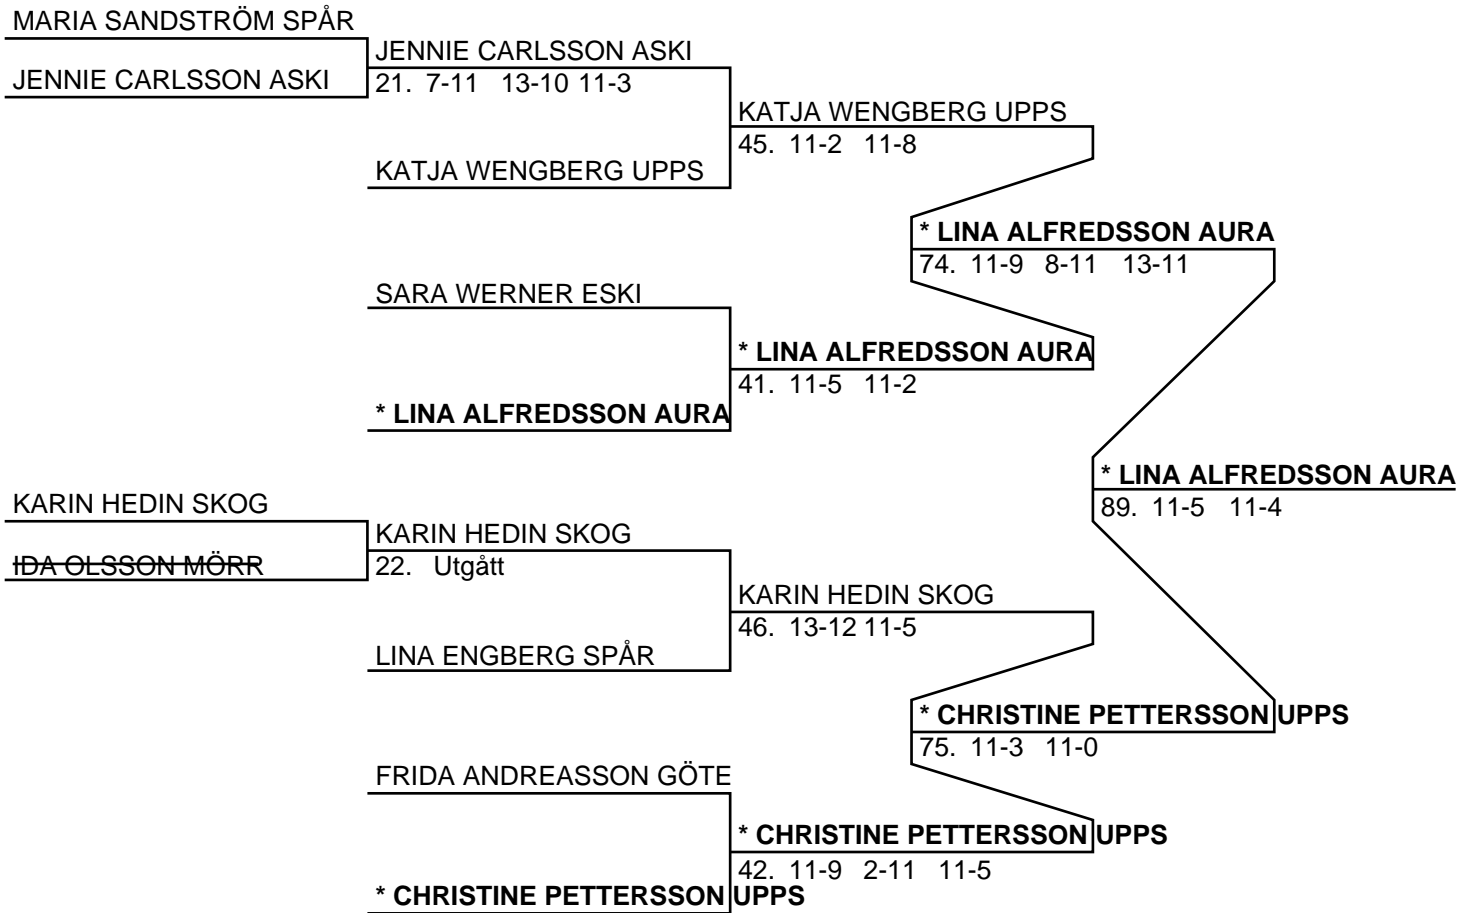 MARIA SANDSTRÖM SPÅR
JENNIE CARLSSON ASKI
JENNIE CARLSSON ASKI
21. 7-11 13-10 11-3
KATJA WENGBERG UPPS
KATJA WENGBERG UPPS
45. 11-2 11-8
* LINA ALFREDSSON AURA
74. 11-9 8-11 13-11
SARA WERNER ESKI
* LINA ALFREDSSON AURA
41. 11-5 11-2
* LINA ALFREDSSON AURA
* LINA ALFREDSSON AURA
89. 11-5 11-4
KARIN HEDIN SKOG
IDA OLSSON MÖRR
KARIN HEDIN SKOG
22. Utgått
KARIN HEDIN SKOG
46. 13-12 11-5
LINA ENGBERG SPÅR
* CHRISTINE PETTERSSON UPPS
75. 11-3 11-0
FRIDA ANDREASSON GÖTE
* CHRISTINE PETTERSSON UPPS
42. 11-9 2-11 11-5
* CHRISTINE PETTERSSON UPPS